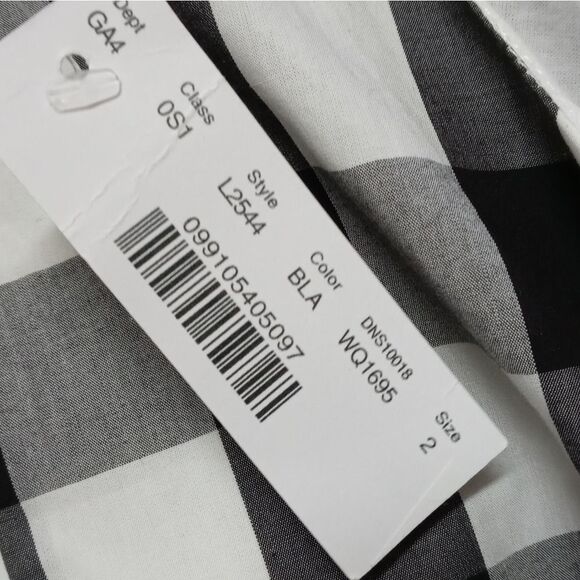 Dept
GA4
Class
0S1
Style
L2544
Color
BLA
DNS10018
WQ1695
Size
2
099105405097